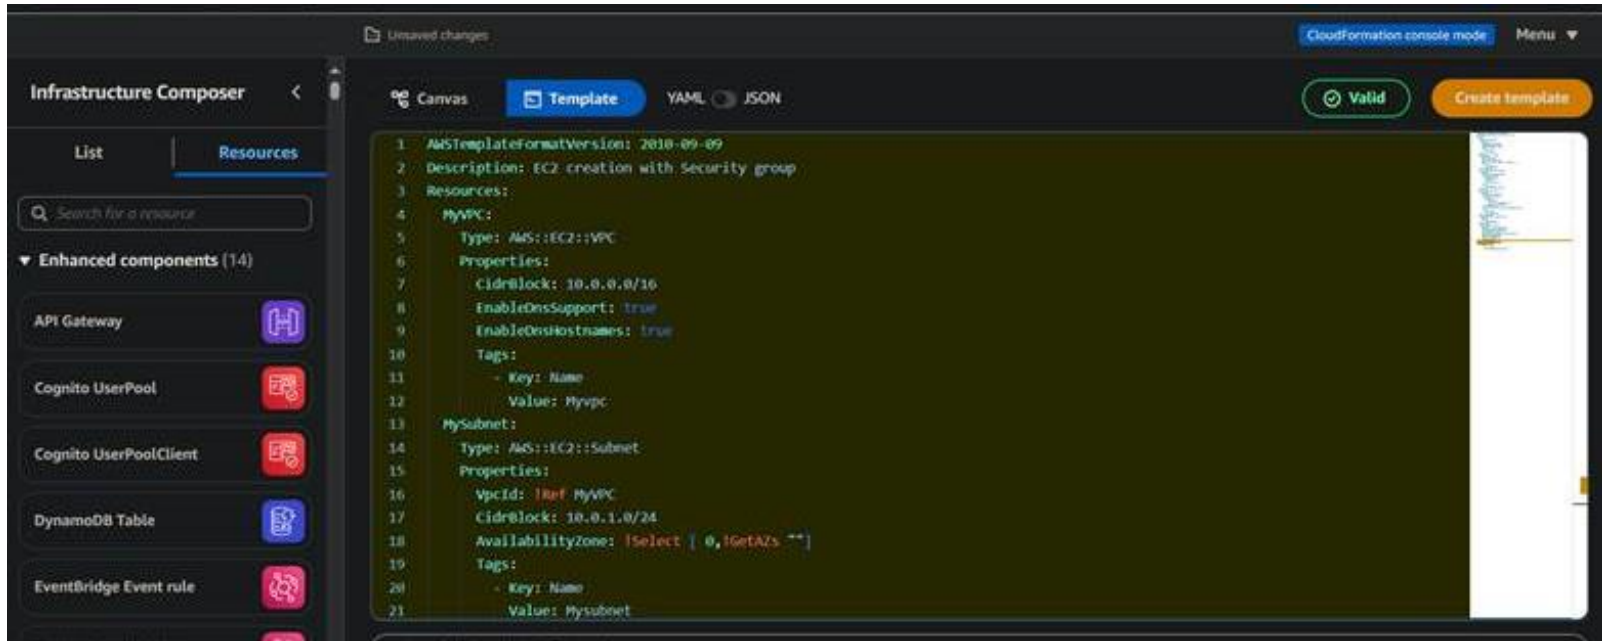 Unsaved changes
CloudFormation console mode
Menu
Infrastructure Composer
Canvas
Template
YAML
JSON
Valid
Create template
List
Resources
Search for a resource
Enhanced components (14)
API Gateway
Cognito UserPool
Cognito UserPoolClient
DynamoDB Table
EventBridge Event rule
1 AWSTemplateFormatVersion: 2010-09-09
2 Description: EC2 creation with Security group
3 Resources:
4 MyVPC:
5 Type: AWS::EC2::VPC
6 Properties:
7 CidrBlock: 10.0.0.0/16
8 EnableDnsSupport: true
9 EnableDnsHostnames: true
10 Tags:
11 - Key: Name
12 Value: Myvpc
13 MySubnet:
14 Type: AWS::EC2::Subnet
15 Properties:
16 VpcId: !Ref MyVPC
17 CidrBlock: 10.0.1.0/24
18 AvailabilityZone: !Select [ 0,!GetAZs ""]
19 Tags:
20 - Key: Name
21 Value: Mysubnet